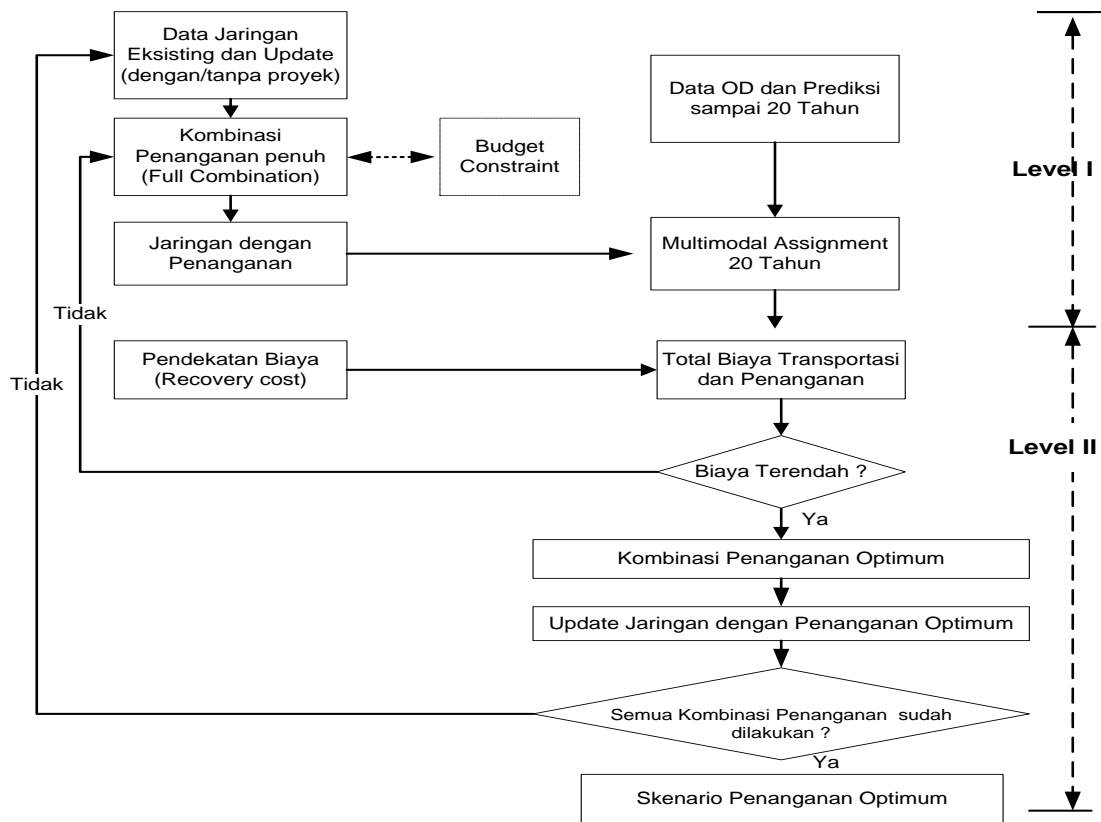 Data Jaringan
Eksisting dan Update
(dengan/tanpa proyek)
Data OD dan Prediksi
sampai 20 Tahun
Kombinasi
Penanganan penuh
(Full Combination)
Budget
Constraint
Level I
Jaringan dengan
Penanganan
Multimodal Assignment
20 Tahun
Tidak
Tidak
Pendekatan Biaya
(Recovery cost)
Total Biaya Transportasi
dan Penanganan
Level II
Biaya Terendah ?
Ya
Kombinasi Penanganan Optimum
Update Jaringan dengan Penanganan Optimum
Semua Kombinasi Penanganan sudah
dilakukan ?
Ya
Skenario Penanganan Optimum